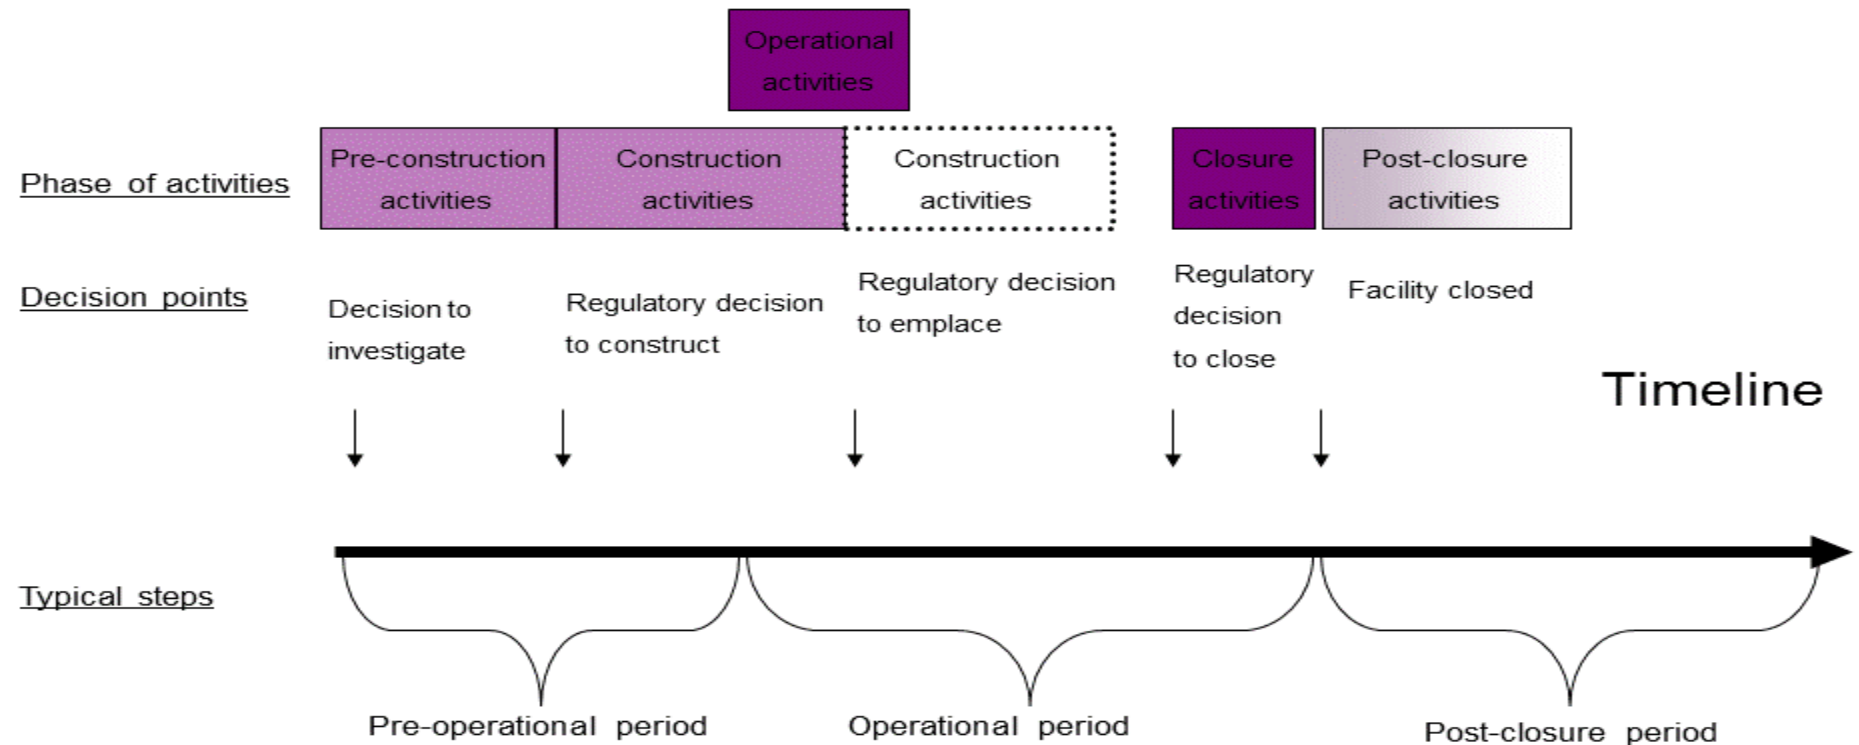 Operational
activities
Phase of activities
Pre-construction
activities
Construction
activities
Construction
activities
Closure
activities
Post-closure
activities
Decision points
Decision to
investigate
Regulatory decision
to construct
Regulatory decision
to emplace
Regulatory
decision
to close
Facility closed
Timeline
Typical steps
Pre-operational period
Operational period
Post-closure period